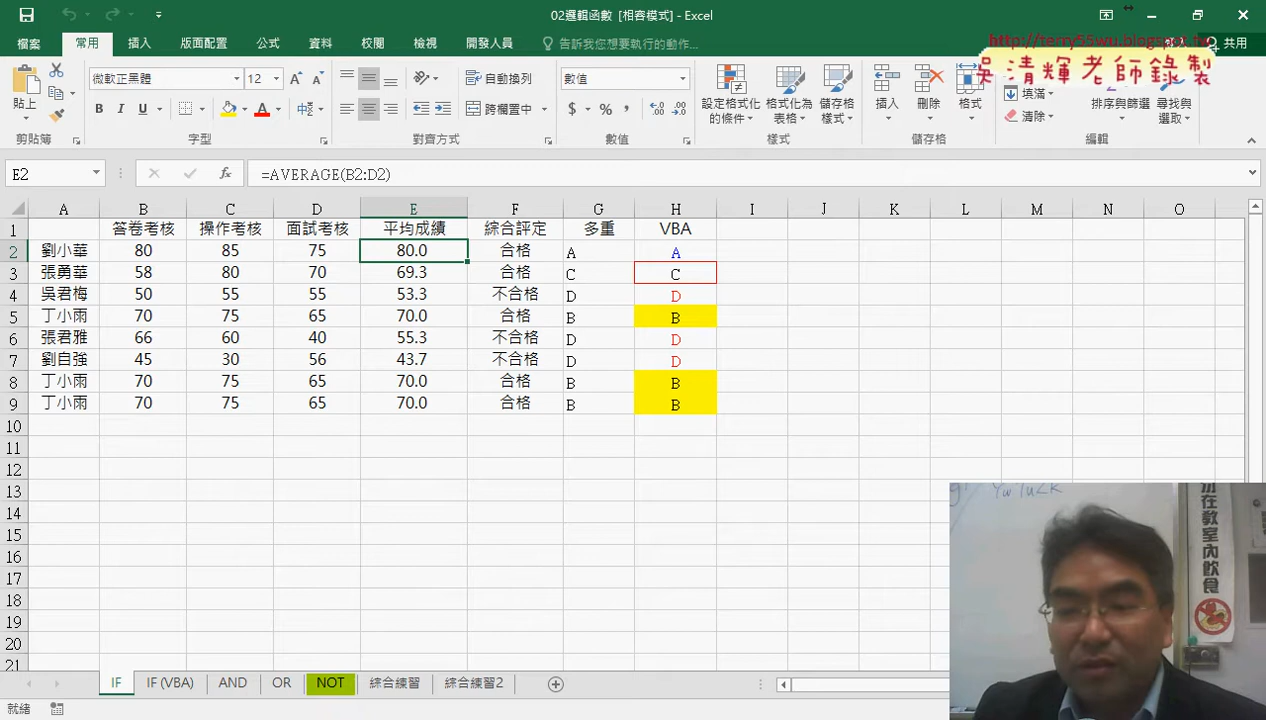 02邏輯函數 [相容模式] - Excel
檔案 常用 插入 版面配置 公式 資料 校閱 檢視 開發人員 告訴我您想要執行的動作... 共用
http://terry55wu.blogspot.tw
吳清輝老師錄製
貼上 微軟正黑體 12 自動換列 數值 設定格式化的條件 格式化為表格 儲存格樣式 插入 刪除 格式 填滿 排序與篩選 尋找與選取
B I U 跨欄置中 $ % 清除
剪貼簿 字型 對齊方式 數值 樣式 儲存格 編輯
E2 fx =AVERAGE(B2:D2)
A B C D E F G H I J K L M N O
1 答卷考核 操作考核 面試考核 平均成績 綜合評定 多重 VBA
2 劉小華 80 85 75 80.0 合格 A A
3 張勇華 58 80 70 69.3 合格 C C
4 吳君梅 50 55 55 53.3 不合格 D D
5 丁小雨 70 75 65 70.0 合格 B B
6 張君雅 66 60 40 55.3 不合格 D D
7 劉自強 45 30 56 43.7 不合格 D D
8 丁小雨 70 75 65 70.0 合格 B B
9 丁小雨 70 75 65 70.0 合格 B B
10
11
12
13
14
15
16
17
18
19
20
21
在教室內飲食
IF IF (VBA) AND OR NOT 綜合練習 綜合練習2
就緒